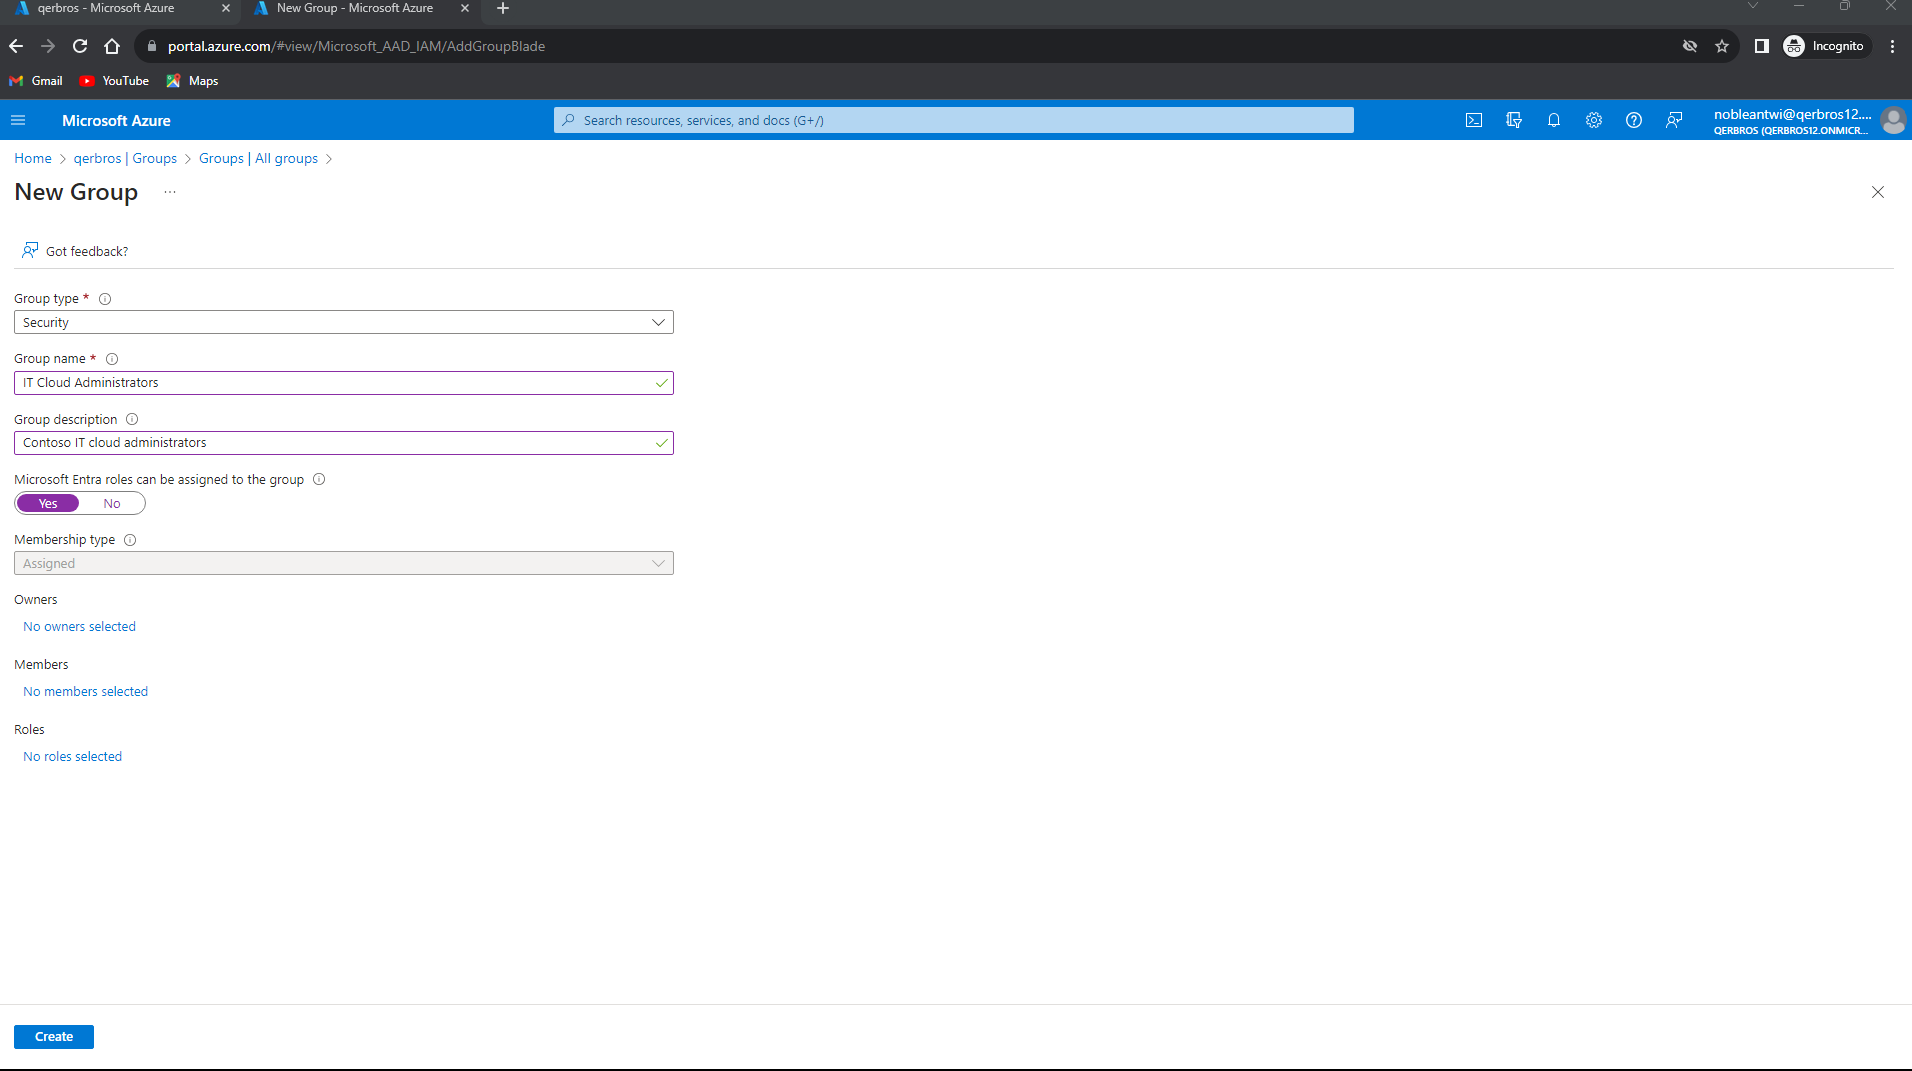 qerbros - Microsoft Azure
New Group - Microsoft Azure
portal.azure.com/#view/Microsoft_AAD_IAM/AddGroupBlade
Incognito
Gmail
YouTube
Maps
Microsoft Azure
Search resources, services, and docs (G+/)
nobleantwi@qerbros12....
QERBROS (QERBROS12.ONMICR...
Home > qerbros | Groups > Groups | All groups >
New Group
...
Got feedback?
Group type *
Security
Group name *
IT Cloud Administrators
Group description
Contoso IT cloud administrators
Microsoft Entra roles can be assigned to the group
Yes No
Membership type
Assigned
Owners
No owners selected
Members
No members selected
Roles
No roles selected
Create